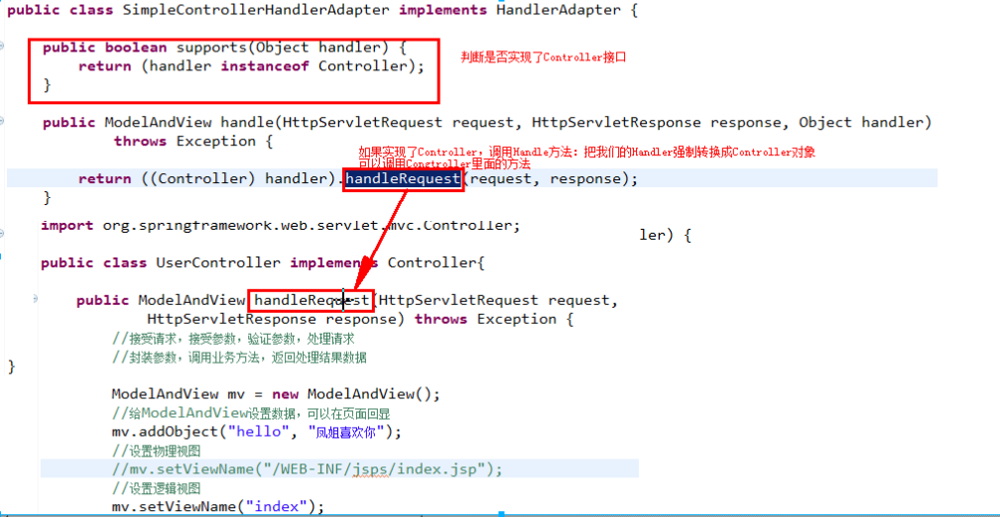 public class SimpleControllerHandlerAdapter implements HandlerAdapter {
public boolean supports(Object handler) {
return (handler instanceof Controller);
}
判断是否实现了Controller接口
public ModelAndView handle(HttpServletRequest request, HttpServletResponse response, Object handler)
throws Exception {
如果实现了Controller，调用Handle方法：把我们的Handler强制转换成Controller对象
可以调用Congtroller里面的方法
return ((Controller) handler).handleRequest(request, response);
}
import org.springframework.web.servlet.mvc.Controller;
ler) {
public class UserController implements Controller{
public ModelAndView handleRequest(HttpServletRequest request,
HttpServletResponse response) throws Exception {
//接受请求，接受参数，验证参数，处理请求
//封装参数，调用业务方法，返回处理结果数据
}
ModelAndView mv = new ModelAndView();
//给ModelAndView设置数据，可以在页面回显
mv.addObject("hello", "凤姐喜欢你");
//设置物理视图
//mv.setViewName("/WEB-INF/jsps/index.jsp");
//设置逻辑视图
mv.setViewName("index");